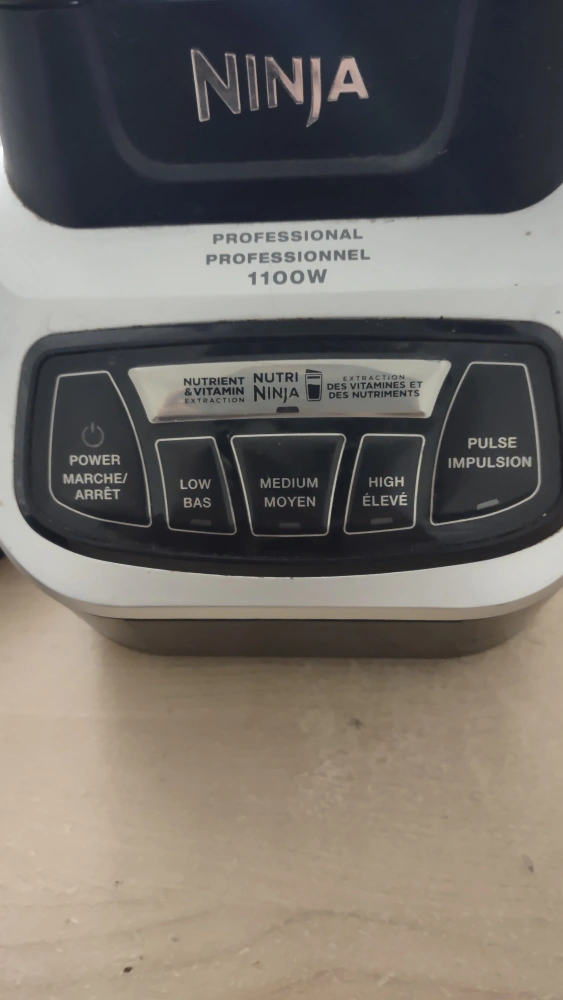 NINJA
PROFESSIONAL
PROFESSIONNEL
1100W
NUTRIENT
&VITAMIN
EXTRACTION
NUTRI
NINJA
EXTRACTION
DES VITAMINES ET
DES NUTRIMENTS
POWER
MARCHE/
ARRÊT
LOW
BAS
MEDIUM
MOYEN
HIGH
ÉLEVÉ
PULSE
IMPULSION